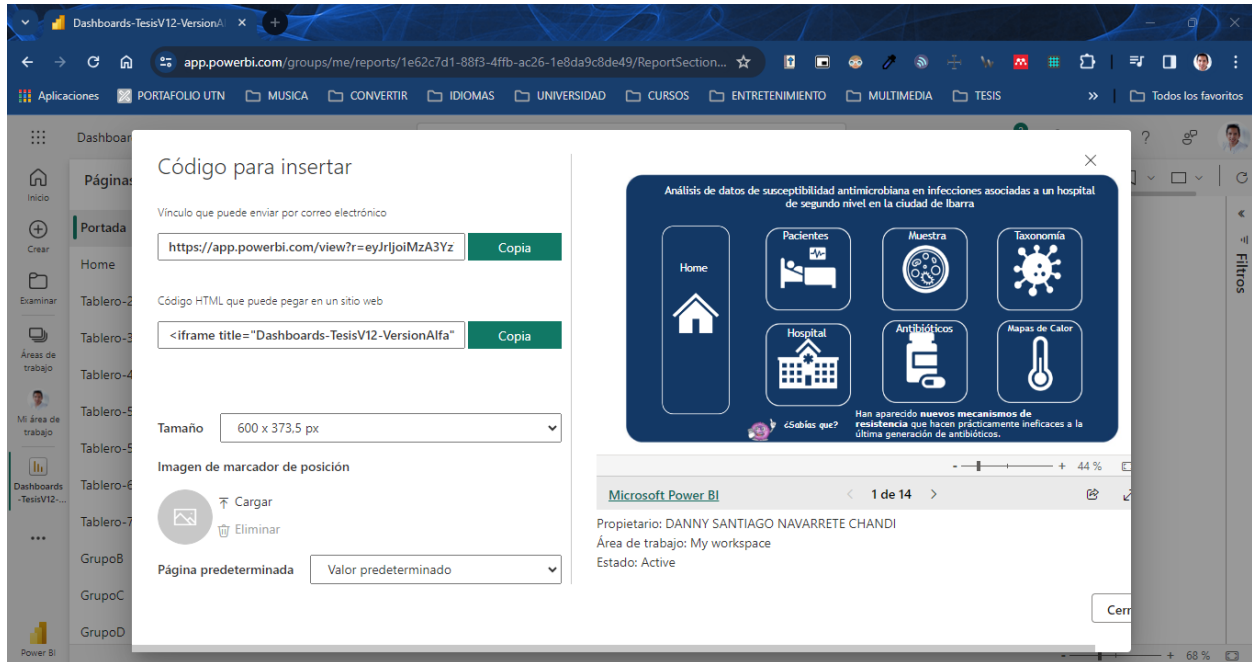 Dashboards-TesisV12-VersionAl
app.powerbi.com/groups/me/reports/1e62c7d1-88f3-4ffb-ac26-1e8da9c8de49/ReportSection...
Aplicaciones PORTAFOLIO UTN MUSICA CONVERTIR IDIOMAS UNIVERSIDAD CURSOS ENTRETENIMIENTO MULTIMEDIA TESIS » Todos los favoritos
Dashboar
Inicio
Crear
Examinar
Áreas de
trabajo
Mi área de
trabajo
Dashboards
-TesisV12-...
Power BI
Páginas
Portada
Home
Tablero-2
Tablero-3
Tablero-4
Tablero-5
Tablero-5
Tablero-6
Tablero-7
GrupoB
GrupoC
GrupoD
Código para insertar
Vínculo que puede enviar por correo electrónico
https://app.powerbi.com/view?r=eyJrIjoiMzA3Yz Copia
Código HTML que puede pegar en un sitio web
<iframe title="Dashboards-TesisV12-VersionAlfa" Copia
Tamaño 600 x 373,5 px
Imagen de marcador de posición
Cargar
Eliminar
Página predeterminada Valor predeterminado
Análisis de datos de susceptibilidad antimicrobiana en infecciones asociadas a un hospital
de segundo nivel en la ciudad de Ibarra
Home
Pacientes Muestra Taxonomía
Hospital Antibióticos Mapas de Calor
¿Sabías que?
Han aparecido nuevos mecanismos de
resistencia que hacen prácticamente ineficaces a la
última generación de antibióticos.
- + 44 %
Microsoft Power BI 1 de 14
Propietario: DANNY SANTIAGO NAVARRETE CHANDI
Área de trabajo: My workspace
Estado: Active
Cerr
Filtros
- + 68 %